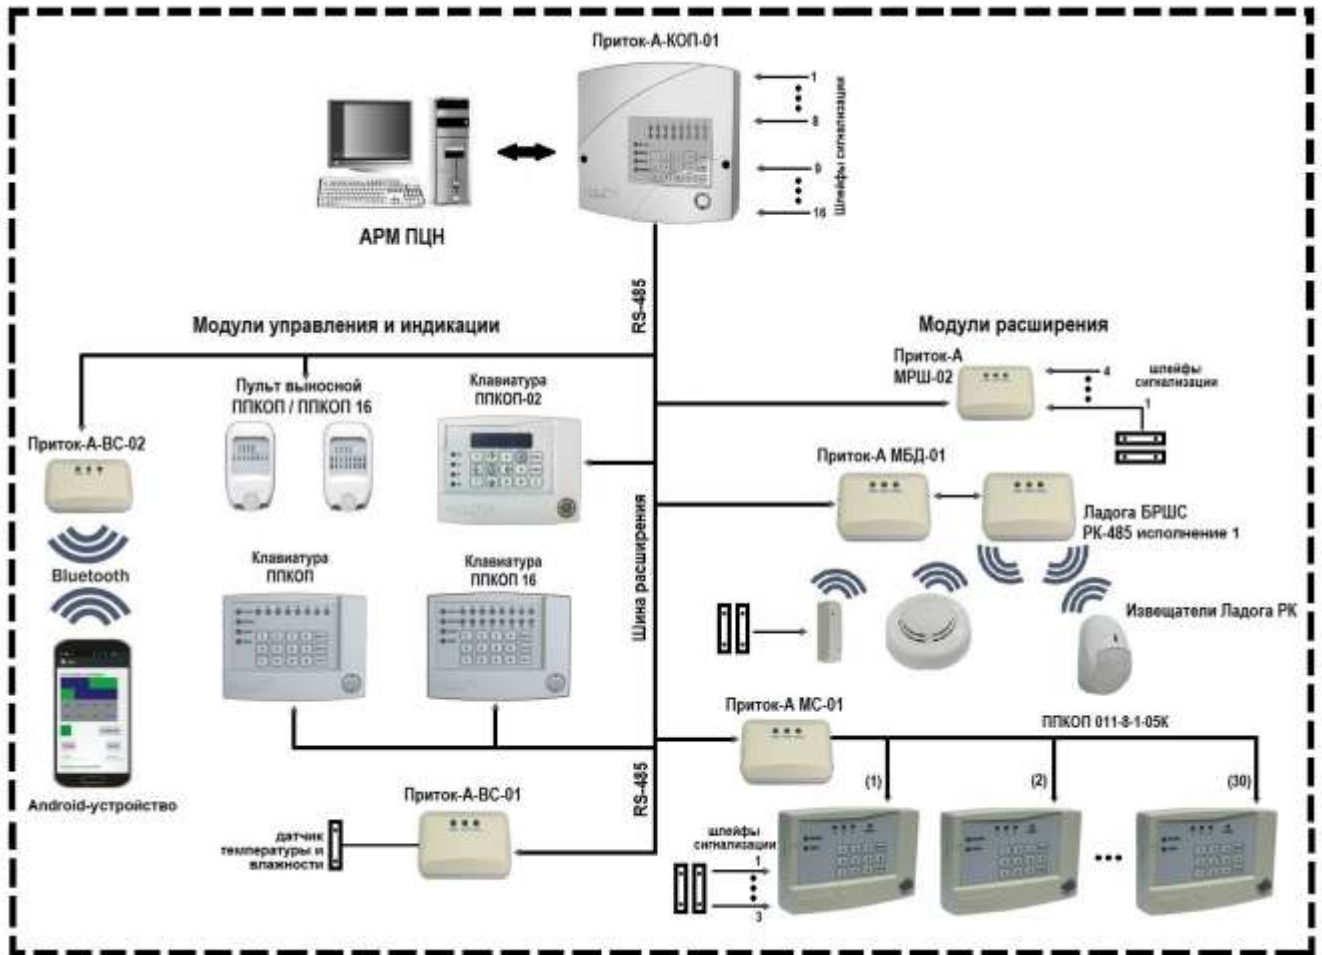 Приток-А-КОП-01
1
8
9
16
Шлейфы сигнализации
АРМ ПЦН
RS-485
Модули управления и индикации
Модули расширения
Приток-А
МРШ-02
4
1
шлейфы
сигнализации
Пульт выносной
ППКОП / ППКОП 16
Клавиатура
ППКОП-02
Приток-А-ВС-02
Приток-А МБД-01
Ладога БРШС
РК-485 исполнение 1
Bluetooth
Клавиатура
ППКОП
Клавиатура
ППКОП 16
Шина расширения
Извещатели Ладога РК
Приток-А МС-01
ППКОП 011-8-1-05К
(1)
(2)
(30)
Android-устройство
Приток-А-ВС-01
RS-485
датчик
температуры и
влажности
шлейфы
сигнализации
1
3